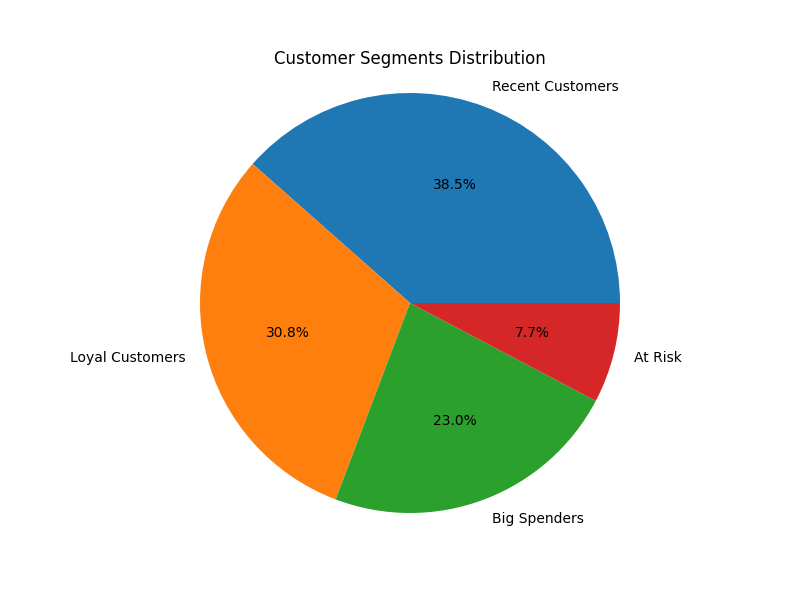 Customer Segments Distribution
Recent Customers
38.5%
30.8%
7.7%
Loyal Customers
At Risk
23.0%
Big Spenders